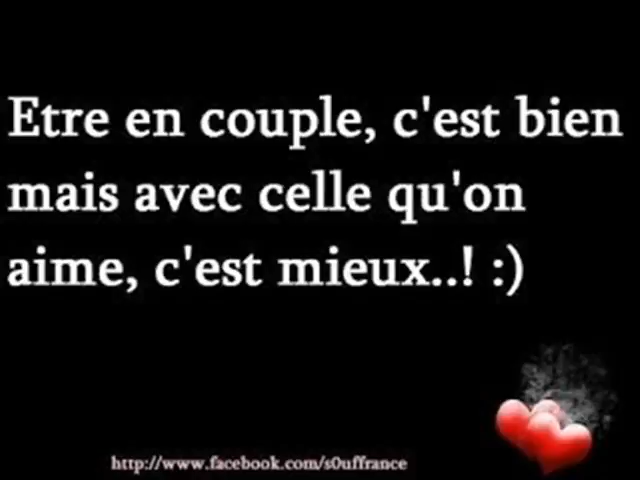 Etre en couple, c'est bien
mais avec celle qu'on
aime, c'est mieux..! :)
http://www.facebook.com/s0uffrance